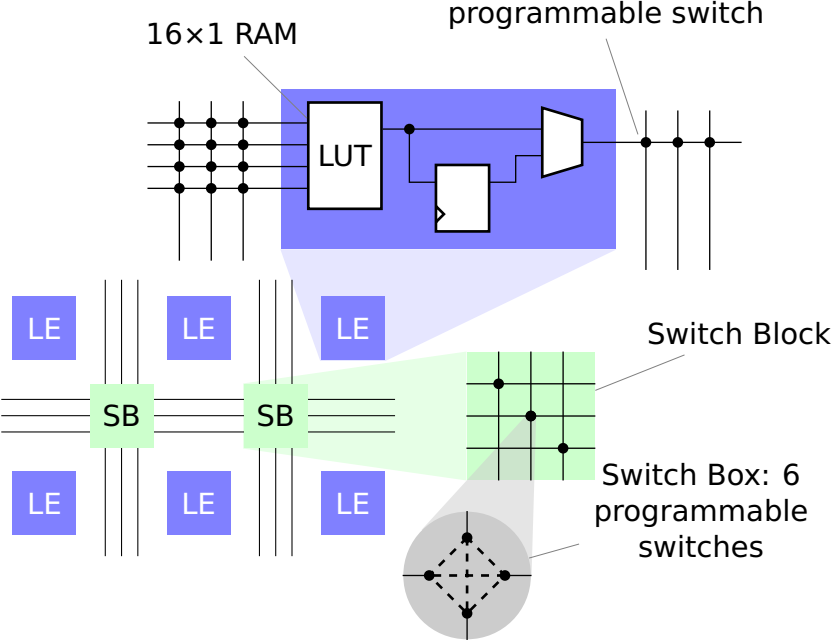 programmable switch
16×1 RAM
LUT
LE
LE
LE
Switch Block
SB
SB
LE
LE
LE
Switch Box: 6
programmable
switches